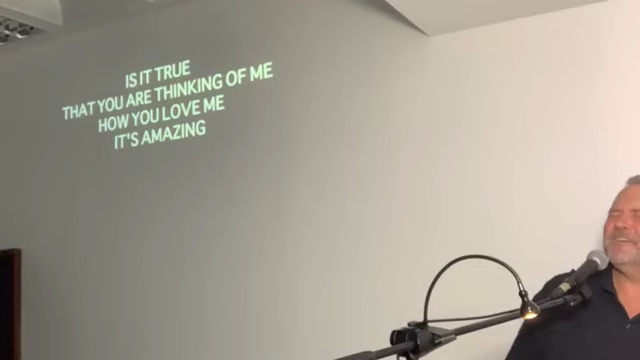 IS IT TRUE
THAT YOU ARE THINKING OF ME
HOW YOU LOVE ME
IT'S AMAZING